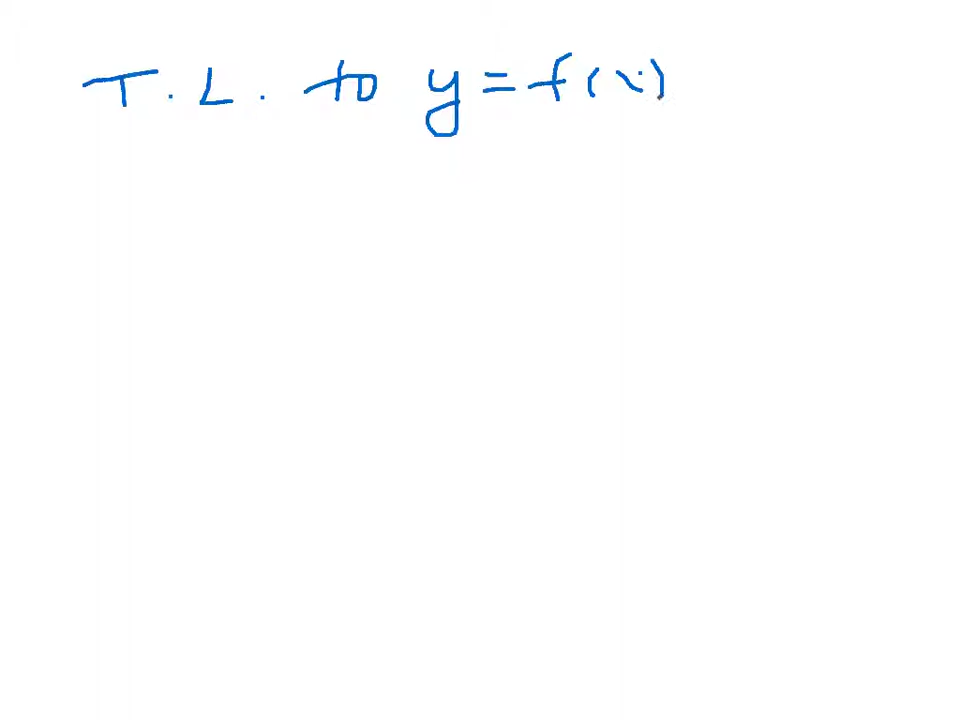 T. L. to y = f(x)